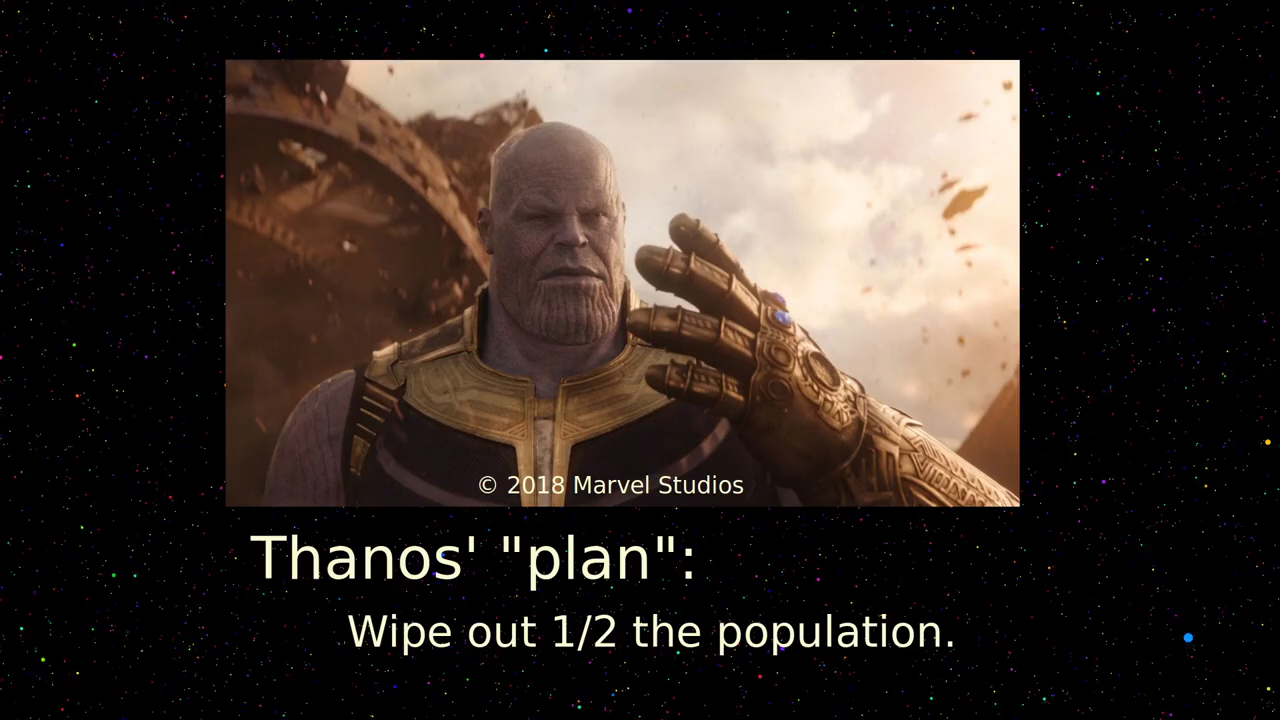 © 2018 Marvel Studios
Thanos' "plan":
Wipe out 1/2 the population.